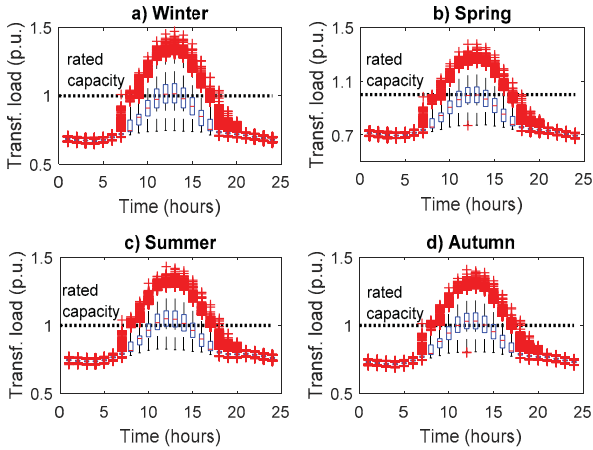 a) Winter
Transf. load (p.u.)
1.5
1
0.5
rated
capacity
0 5 10 15 20 25
Time (hours)
b) Spring
Transf. load (p.u.)
1.5
1.1
0.7
rated
capacity
0 5 10 15 20 25
Time (hours)
c) Summer
Transf. load (p.u.)
1.5
1
0.5
rated
capacity
0 5 10 15 20 25
Time (hours)
d) Autumn
Transf. load (p.u.)
1.5
1
0.5
rated
capacity
0 5 10 15 20 25
Time (hours)